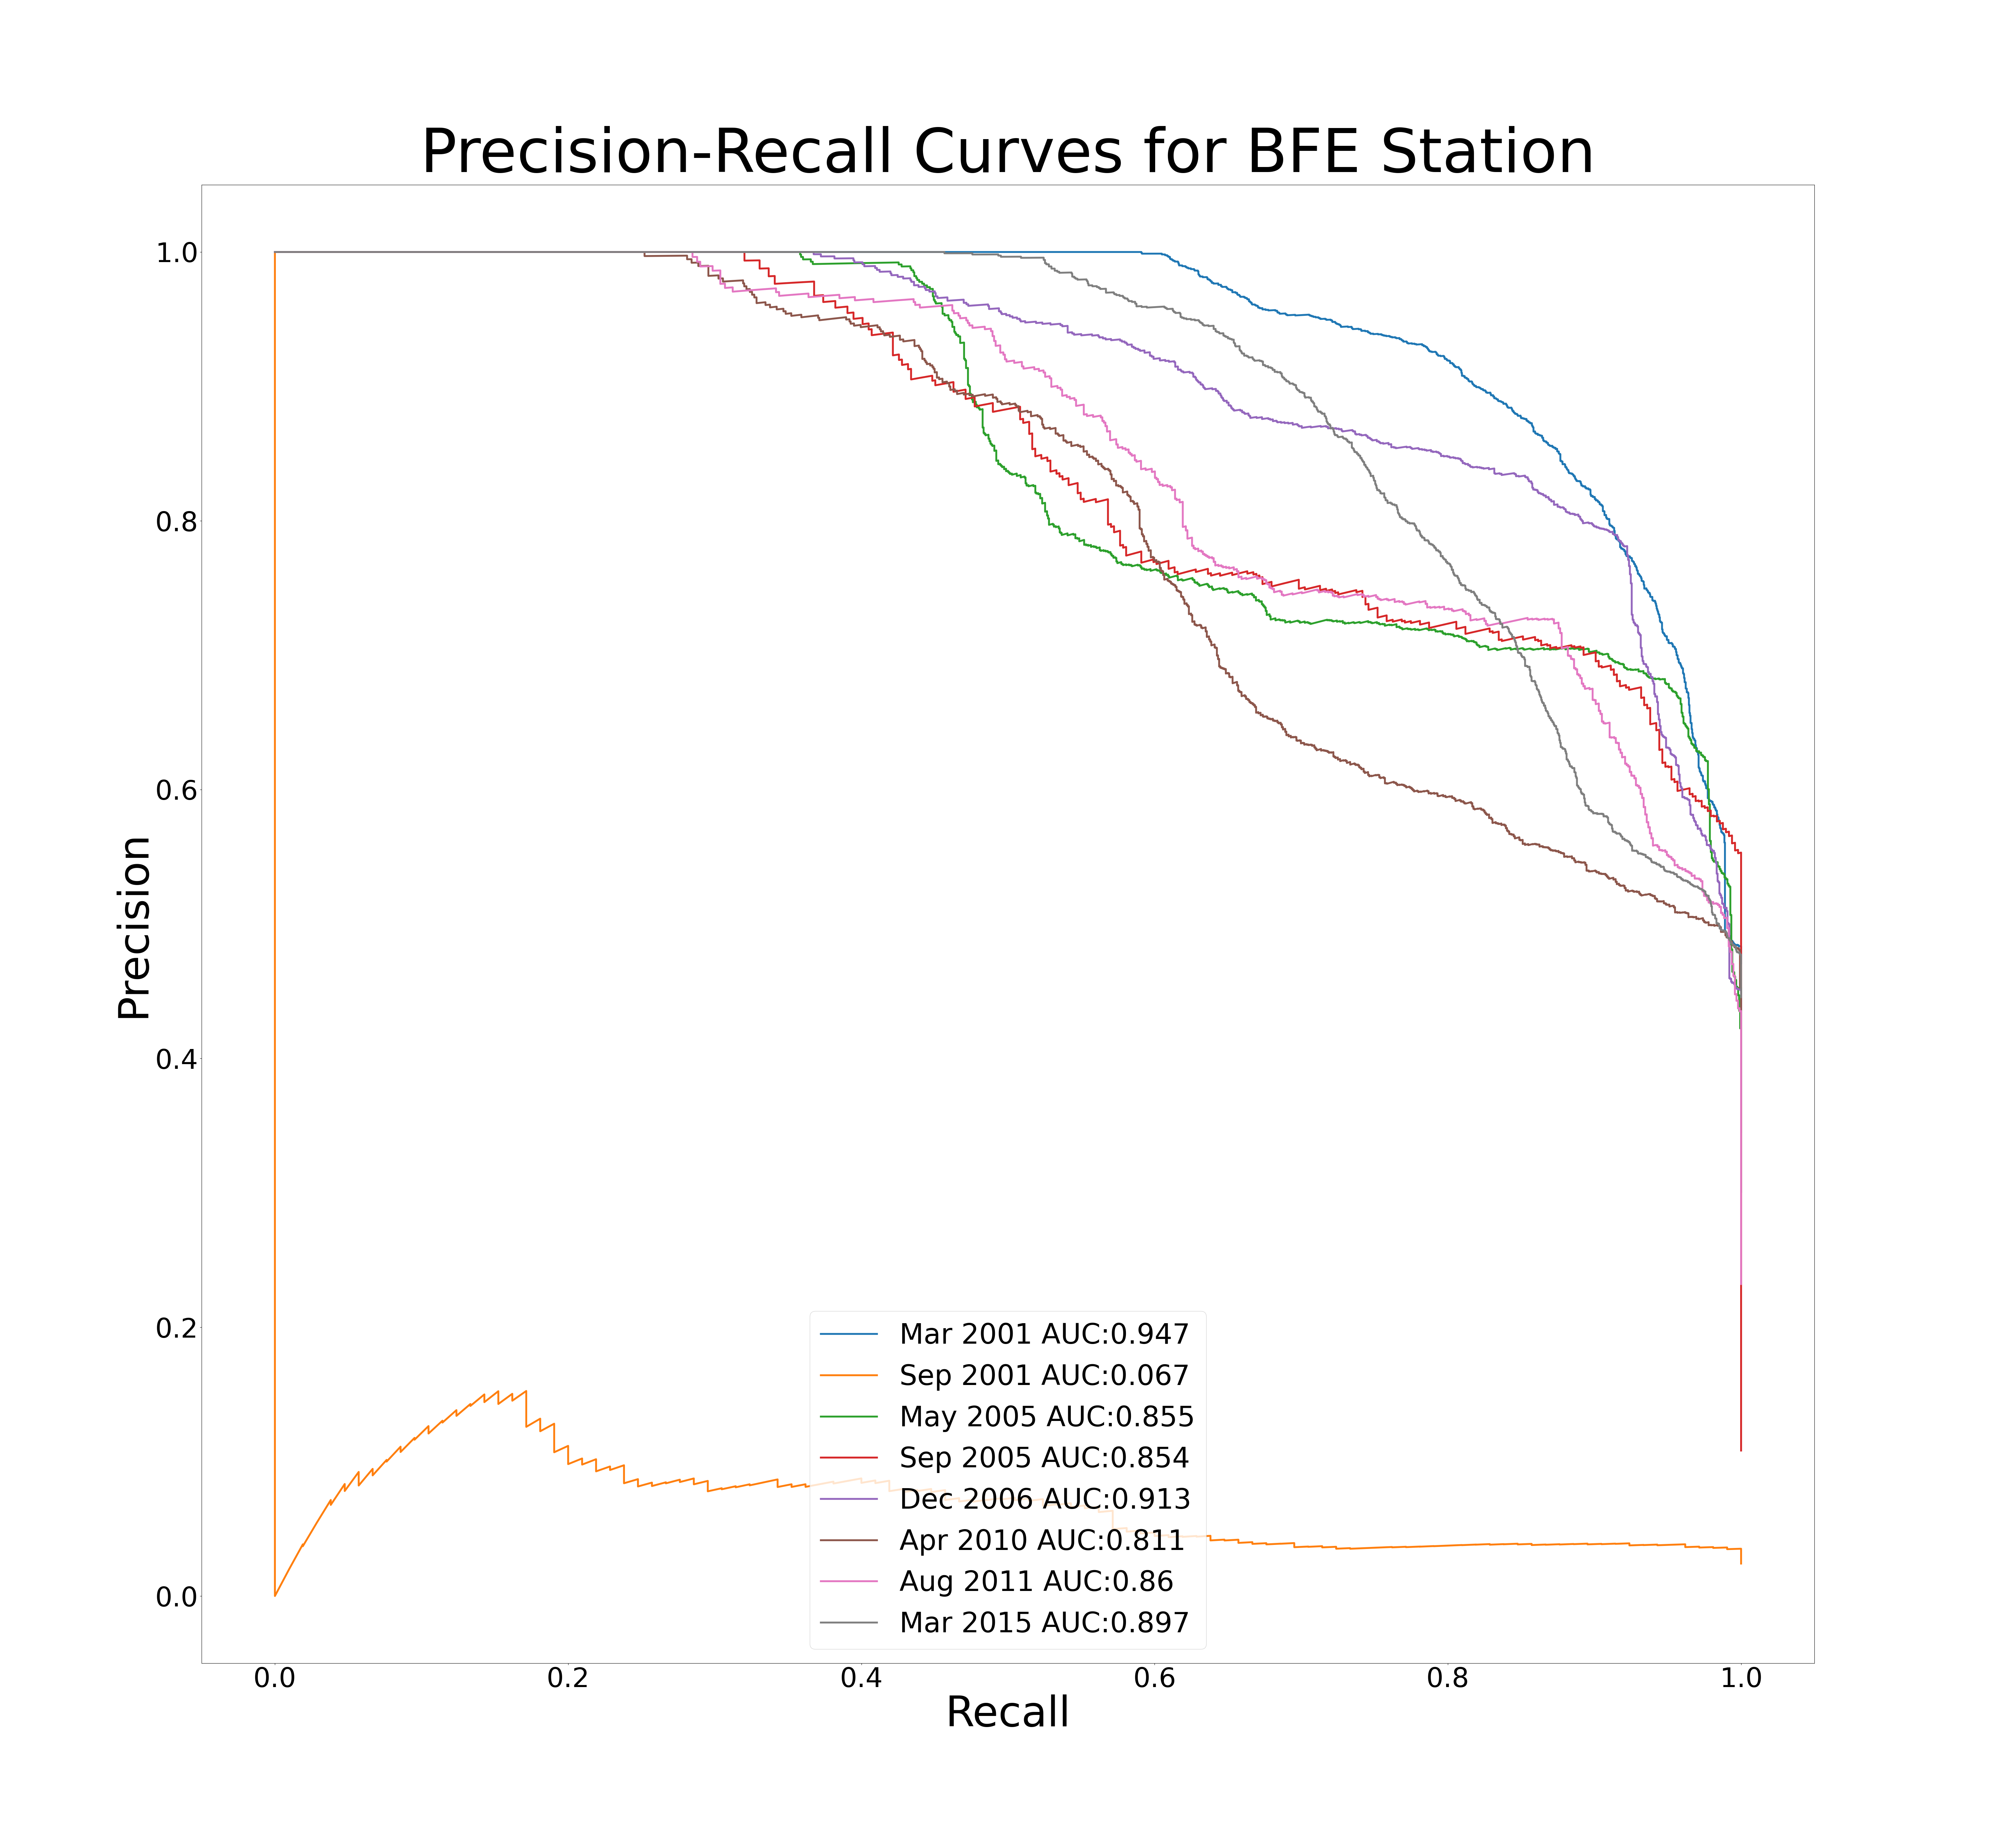 Precision-Recall Curves for BFE Station
1.0
0.8
0.6
0.4
0.2
0.0
Precision
Mar 2001 AUC:0.947
Sep 2001 AUC:0.067
May 2005 AUC:0.855
Sep 2005 AUC:0.854
Dec 2006 AUC:0.913
Apr 2010 AUC:0.811
Aug 2011 AUC:0.86
Mar 2015 AUC:0.897
0.0 0.2 0.4 0.6 0.8 1.0
Recall